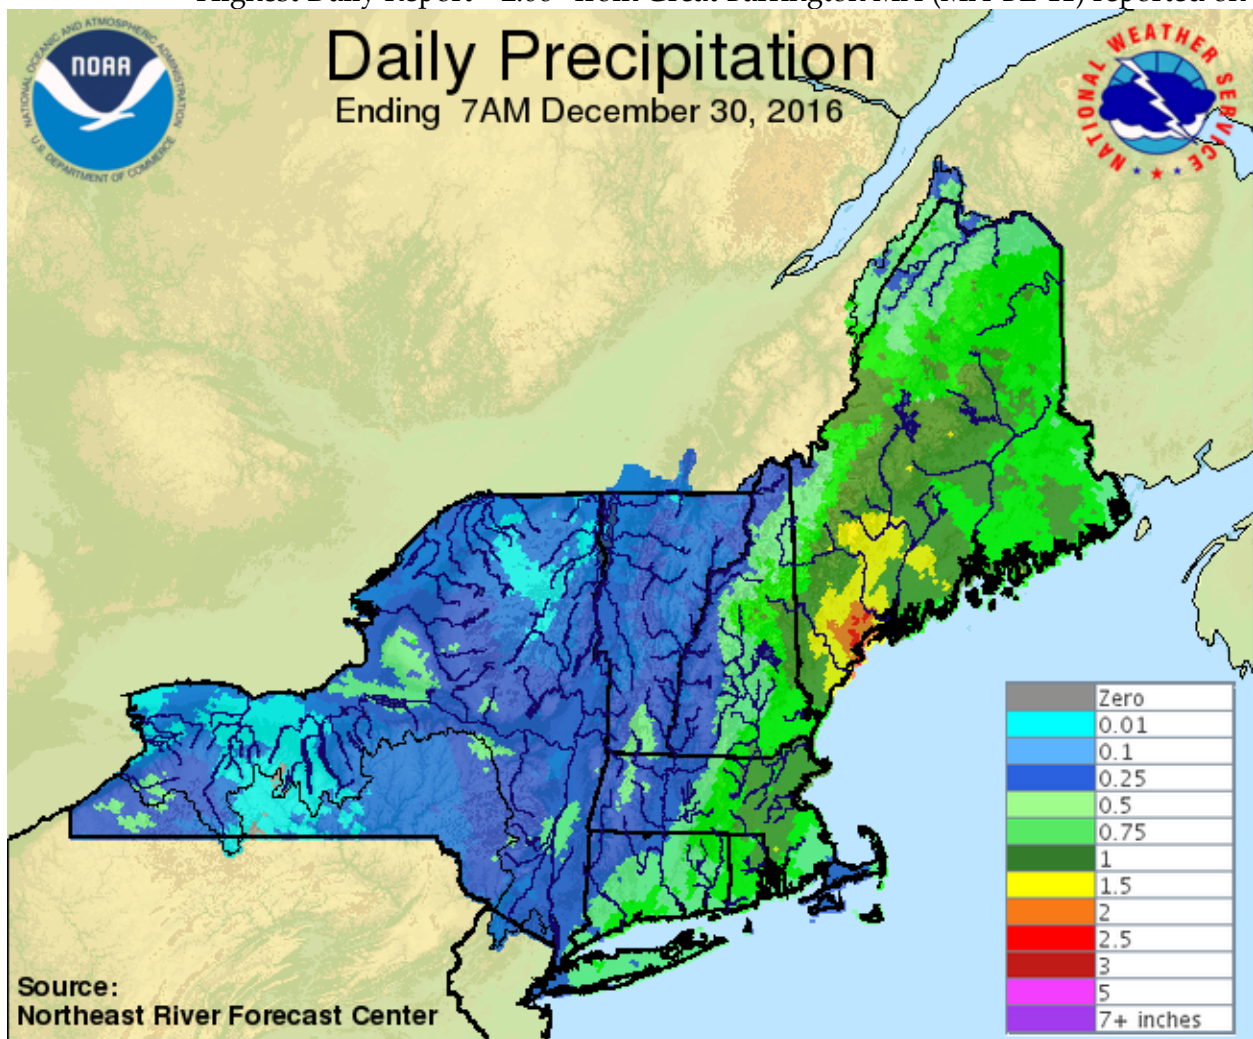 Daily Precipitation
Ending 7AM December 30, 2016
NOAA
NATIONAL OCEANIC AND ATMOSPHERIC ADMINISTRATION
U.S. DEPARTMENT OF COMMERCE
NATIONAL WEATHER SERVICE
Zero
0.01
0.1
0.25
0.5
0.75
1
1.5
2
2.5
3
5
7+ inches
Source:
Northeast River Forecast Center